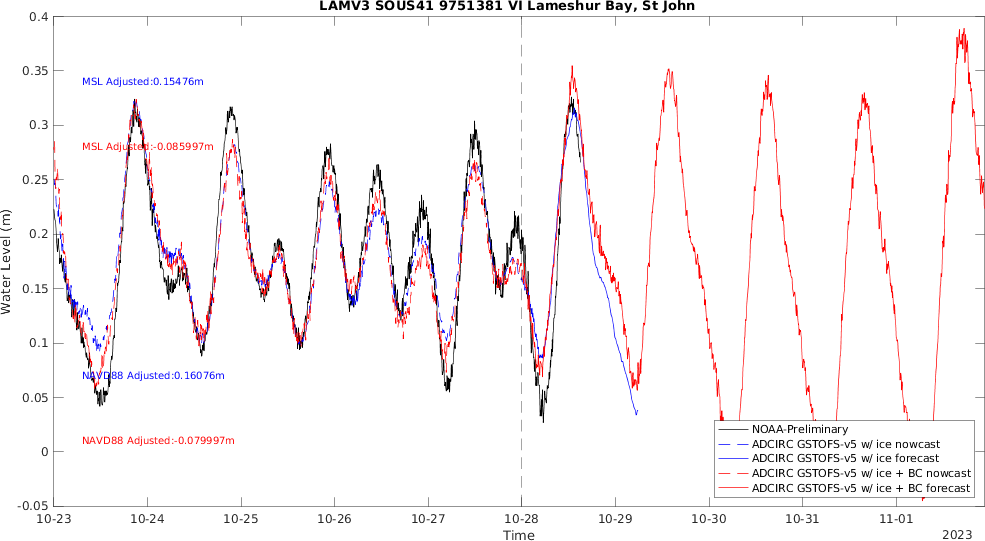 LAMV3 SOUS41 9751381 VI Lameshur Bay, St John
0.4
0.35
0.3
0.25
0.2
0.15
0.1
0.05
0
-0.05
Water Level (m)
MSL Adjusted:0.15476m
MSL Adjusted:-0.085997m
NAVD88 Adjusted:0.16076m
NAVD88 Adjusted:-0.079997m
NOAA-Preliminary
ADCIRC GSTOFS-v5 w/ ice nowcast
ADCIRC GSTOFS-v5 w/ ice forecast
ADCIRC GSTOFS-v5 w/ ice + BC nowcast
ADCIRC GSTOFS-v5 w/ ice + BC forecast
10-23 10-24 10-25 10-26 10-27 10-28 10-29 10-30 10-31 11-01
Time
2023